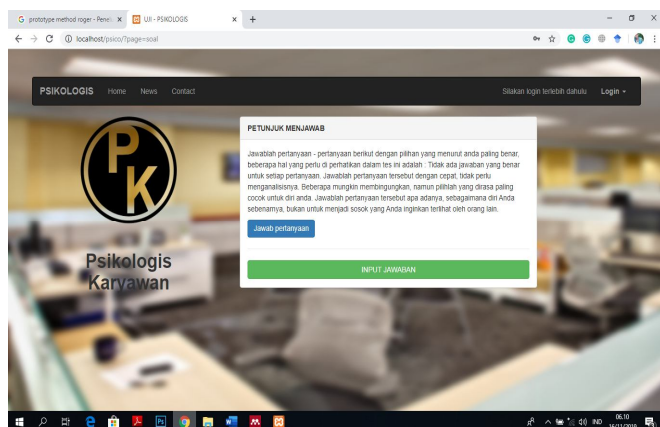 prototype method roger - Penel
UJI - PSIKOLOGIS
localhost/psico/?page=soal
PSIKOLOGIS Home News Contact Silakan login terlebih dahulu Login
PK
Psikologis
Karyawan
PETUNJUK MENJAWAB
Jawablah pertanyaan - pertanyaan berikut dengan pilihan yang menurut anda paling benar,
beberapa hal yang perlu di perhatikan dalam tes ini adalah : Tidak ada jawaban yang benar
untuk setiap pertanyaan. Jawablah pertanyaan tersebut dengan cepat, tidak perlu
menganalisisnya. Beberapa mungkin membingungkan, namun pilihlah yang dirasa paling
cocok untuk diri anda. Jawablah pertanyaan tersebut apa adanya, sebagaimana diri Anda
sebenarnya, bukan untuk menjadi sosok yang Anda inginkan terlihat oleh orang lain.
Jawab pertanyaan
INPUT JAWABAN
IND
06.10
16/11/2018